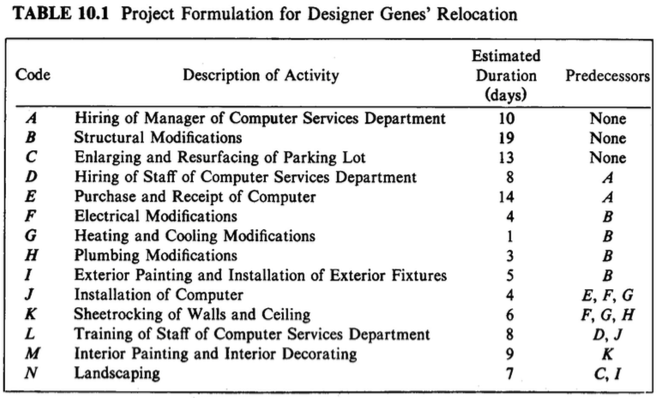 TABLE 10.1 Project Formulation for Designer Genes' Relocation
Estimated
Code Description of Activity Duration Predecessors
(days)
A Hiring of Manager of Computer Services Department 10 None
B Structural Modifications 19 None
C Enlarging and Resurfacing of Parking Lot 13 None
D Hiring of Staff of Computer Services Department 8 A
E Purchase and Receipt of Computer 14 A
F Electrical Modifications 4 B
G Heating and Cooling Modifications 1 B
H Plumbing Modifications 3 B
I Exterior Painting and Installation of Exterior Fixtures 5 B
J Installation of Computer 4 E, F, G
K Sheetrocking of Walls and Ceiling 6 F, G, H
L Training of Staff of Computer Services Department 8 D, J
M Interior Painting and Interior Decorating 9 K
N Landscaping 7 C, I